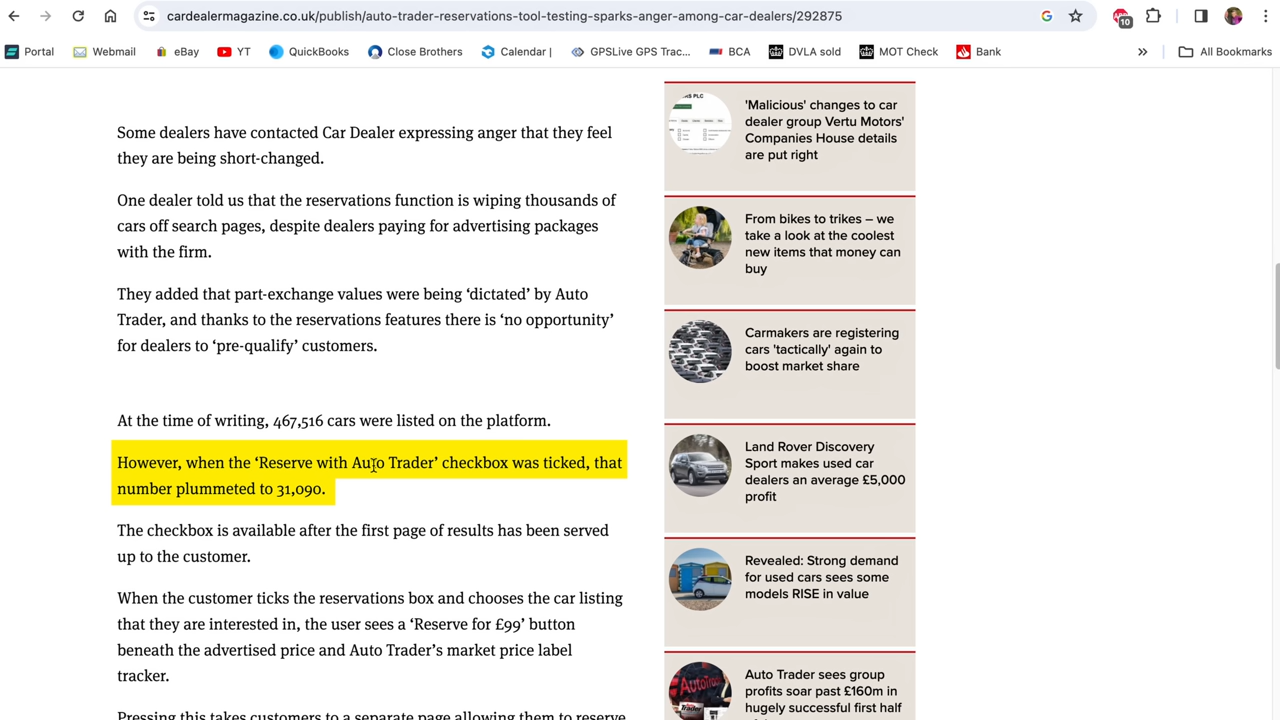 cardealermagazine.co.uk/publish/auto-trader-reservations-tool-testing-sparks-anger-among-car-dealers/292875
10
Portal Webmail eBay YT QuickBooks Close Brothers Calendar | GPSLive GPS Trac... BCA DVLA sold MOT Check Bank » All Bookmarks
Some dealers have contacted Car Dealer expressing anger that they feel
they are being short-changed.
One dealer told us that the reservations function is wiping thousands of
cars off search pages, despite dealers paying for advertising packages
with the firm.
They added that part-exchange values were being ‘dictated’ by Auto
Trader, and thanks to the reservations features there is ‘no opportunity’
for dealers to ‘pre-qualify’ customers.
At the time of writing, 467,516 cars were listed on the platform.
However, when the ‘Reserve with Auto Trader’ checkbox was ticked, that
number plummeted to 31,090.
The checkbox is available after the first page of results has been served
up to the customer.
When the customer ticks the reservations box and chooses the car listing
that they are interested in, the user sees a ‘Reserve for £99’ button
beneath the advertised price and Auto Trader’s market price label
tracker.
Pressing this takes customers to a separate page allowing them to reserve
'Malicious' changes to car
dealer group Vertu Motors'
Companies House details
are put right
From bikes to trikes – we
take a look at the coolest
new items that money can
buy
Carmakers are registering
cars 'tactically' again to
boost market share
Land Rover Discovery
Sport makes used car
dealers an average £5,000
profit
Revealed: Strong demand
for used cars sees some
models RISE in value
Auto Trader sees group
profits soar past £160m in
hugely successful first half